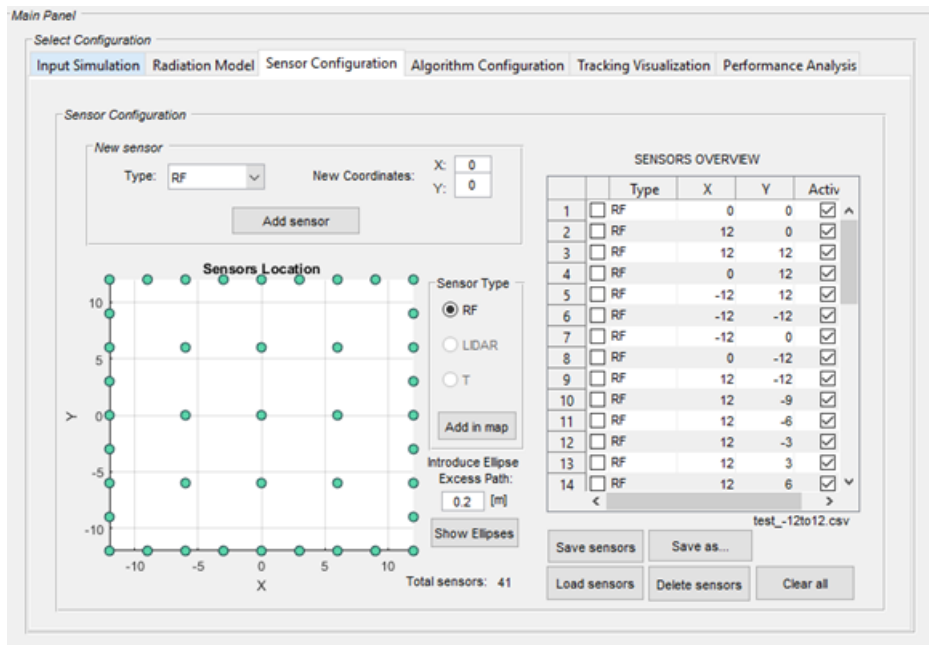 Main Panel
Select Configuration
Input Simulation Radiation Model Sensor Configuration Algorithm Configuration Tracking Visualization Performance Analysis
Sensor Configuration
New sensor
Type: RF New Coordinates: X: 0
Y: 0
Add sensor
Sensors Location
10
5
0
-5
-10
Y
-10 -5 0 5 10
X
Sensor Type
RF
LIDAR
T
Add in map
Introduce Ellipse
Excess Path:
0.2 [m]
Show Ellipses
Total sensors: 41
SENSORS OVERVIEW
Type X Y Activ
1 RF 0 0
2 RF 12 0
3 RF 12 12
4 RF 0 12
5 RF -12 12
6 RF -12 -12
7 RF -12 0
8 RF 0 -12
9 RF 12 -12
10 RF 12 -9
11 RF 12 -6
12 RF 12 -3
13 RF 12 3
14 RF 12 6
test_-12to12.csv
Save sensors Save as...
Load sensors Delete sensors Clear all